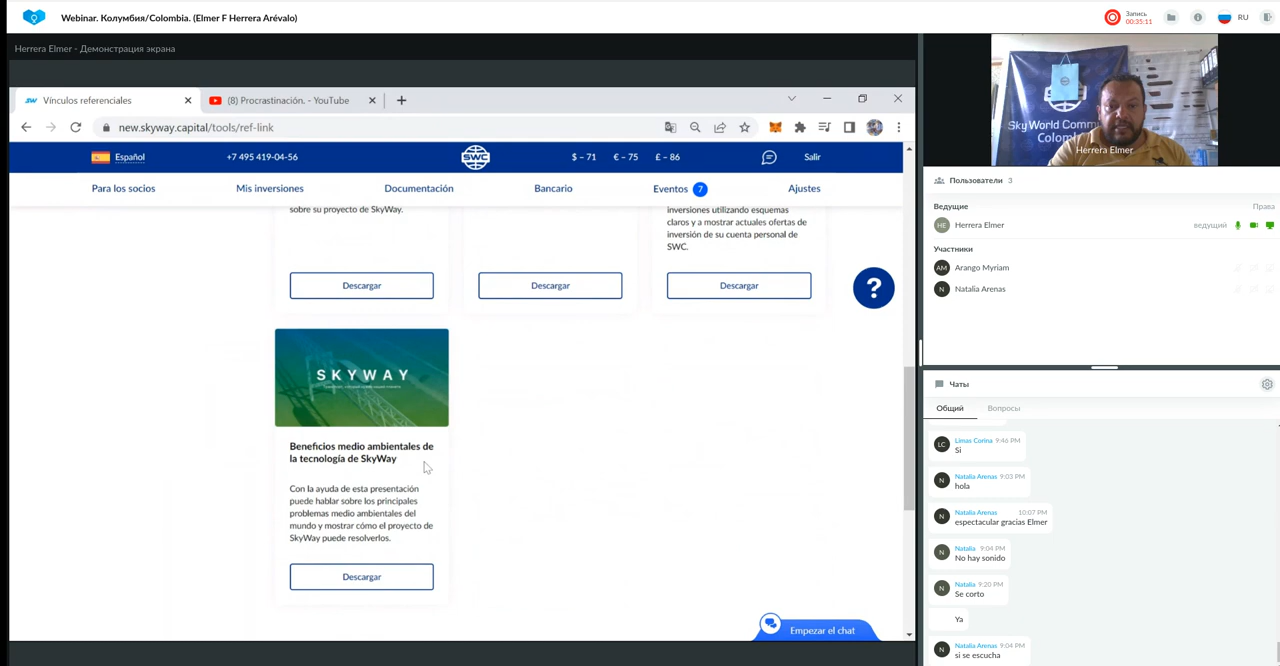 Webinar. Колумбия/Colombia. (Elmer F Herrera Arévalo)
Запись
00:35:11
RU
Herrera Elmer - Демонстрация экрана
Vínculos referenciales
(8) Procrastinación. - YouTube
new.skyway.capital/tools/ref-link
Español
+7 495 419-04-56
SWC
$ – 71
€ – 75
£ – 86
Salir
Para los socios
Mis inversiones
Documentación
Bancario
Eventos 7
Ajustes
sobre su proyecto de SkyWay.
inversiones utilizando esquemas
claros y a mostrar actuales ofertas de
inversión de su cuenta personal de
SWC.
Descargar
Descargar
Descargar
?
SKYWAY
Beneficios medio ambientales de
la tecnología de SkyWay
Con la ayuda de esta presentación
puede hablar sobre los principales
problemas medio ambientales del
mundo y mostrar cómo el proyecto de
SkyWay puede resolverlos.
Descargar
Empezar el chat
Herrera Elmer
Пользователи 3
Ведущие
Права
HE
Herrera Elmer
ведущий
Участники
AM
Arango Myriam
N
Natalia Arenas
Чаты
Общий
Вопросы
LC
Limas Corina 9:46 PM
Si
N
Natalia Arenas 9:03 PM
hola
N
Natalia Arenas 10:07 PM
espectacular gracias Elmer
N
Natalia 9:04 PM
No hay sonido
N
Natalia 9:20 PM
Se corto
Ya
N
Natalia Arenas 9:04 PM
si se escucha